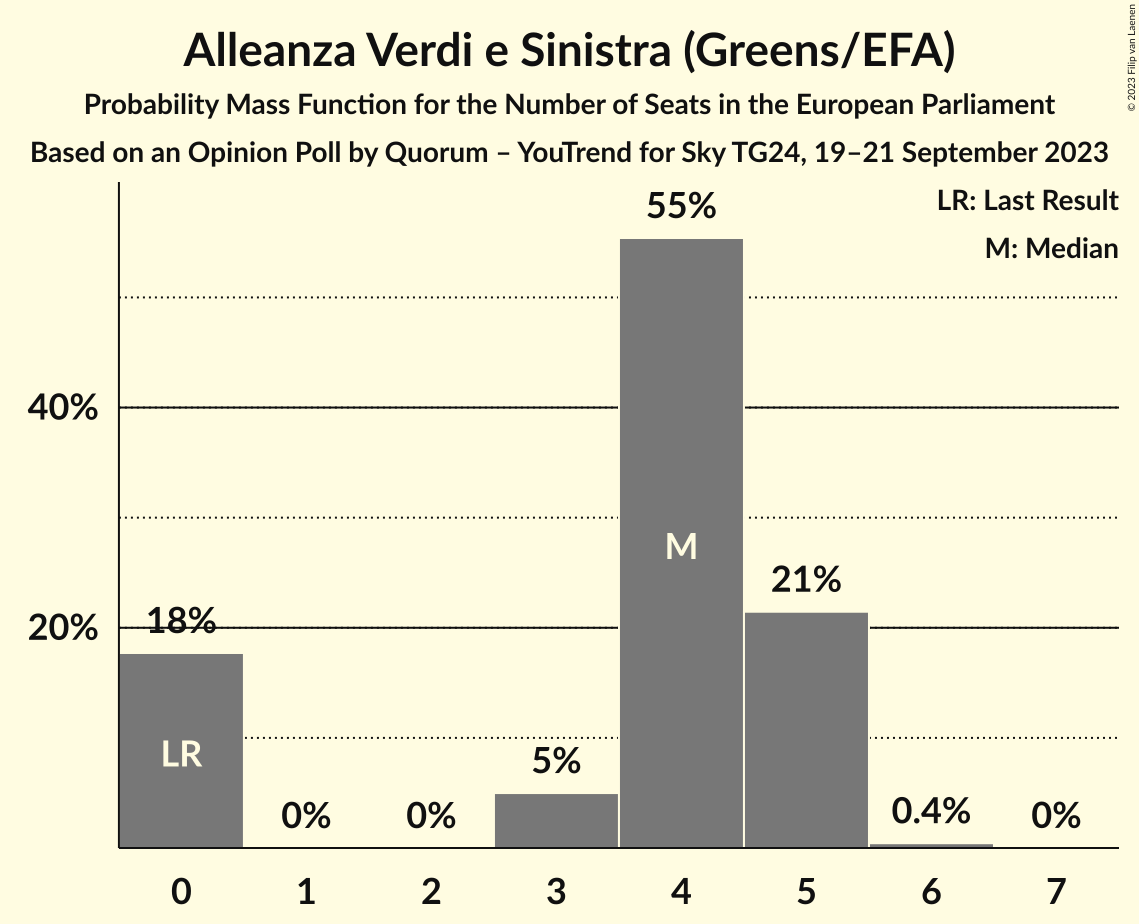 Alleanza Verdi e Sinistra (Greens/EFA)
Probability Mass Function for the Number of Seats in the European Parliament
Based on an Opinion Poll by Quorum – YouTrend for Sky TG24, 19–21 September 2023
© 2023 Filip van Laenen
LR: Last Result
M: Median
55%
40%
M
21%
20%
18%
LR
5%
0%
0%
0.4%
0%
0 1 2 3 4 5 6 7